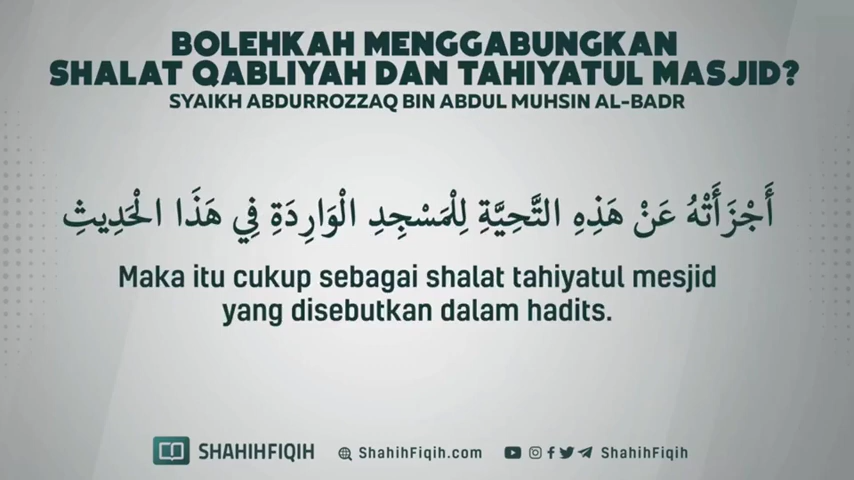 BOLEHKAH MENGGABUNGKAN
SHALAT QABLIYAH DAN TAHIYATUL MASJID?
SYAIKH ABDURROZZAQ BIN ABDUL MUHSIN AL-BADR
أَجْزَأَتْهُ عَنْ هَذِهِ التَّحِيَّةِ لِلْمَسْجِدِ الْوَارِدَةِ فِي هَذَا الْحَدِيثِ
Maka itu cukup sebagai shalat tahiyatul mesjid
yang disebutkan dalam hadits.
SHAHIHFIQIH ShahihFiqih.com ShahihFiqih